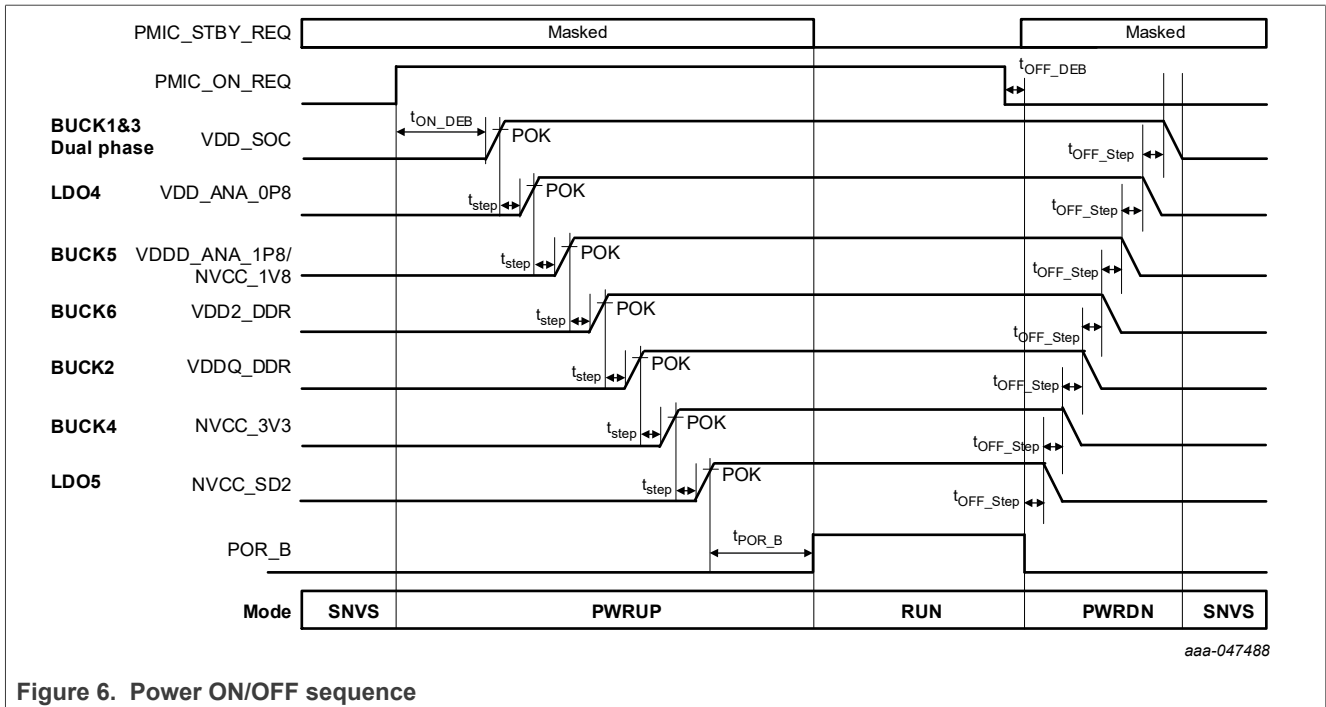 PMIC_STBY_REQ Masked Masked
PMIC_ON_REQ tOFF_DEB
BUCK1&3
Dual phase VDD_SOC tON_DEB POK tOFF_Step
LDO4 VDD_ANA_0P8 tstep POK tOFF_Step
BUCK5 VDDD_ANA_1P8/
NVCC_1V8 tstep POK tOFF_Step
BUCK6 VDD2_DDR tstep POK tOFF_Step
BUCK2 VDDQ_DDR tstep POK tOFF_Step
BUCK4 NVCC_3V3 tstep POK tOFF_Step
LDO5 NVCC_SD2 tstep POK tOFF_Step
POR_B tPOR_B
Mode SNVS PWRUP RUN PWRDN SNVS
aaa-047488
Figure 6. Power ON/OFF sequence